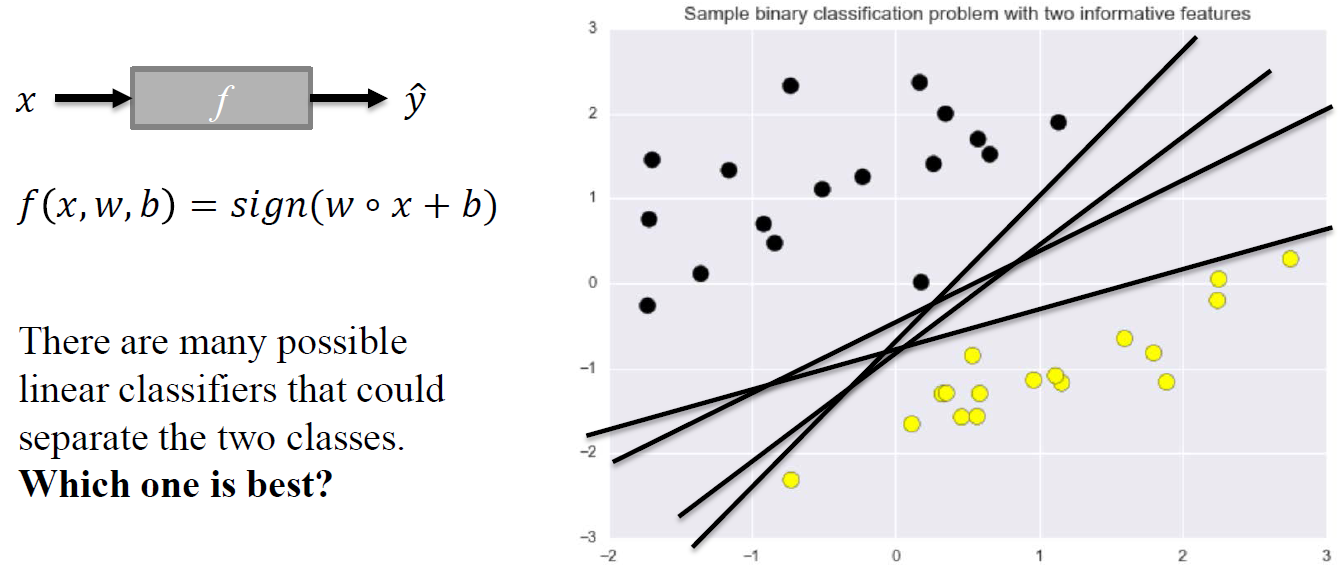 Sample binary classification problem with two informative features
x
f
ŷ
f(x, w, b) = sign(w ∘ x + b)
There are many possible
linear classifiers that could
separate the two classes.
Which one is best?
3
2
1
0
−1
−2
−3
−2 −1 0 1 2 3